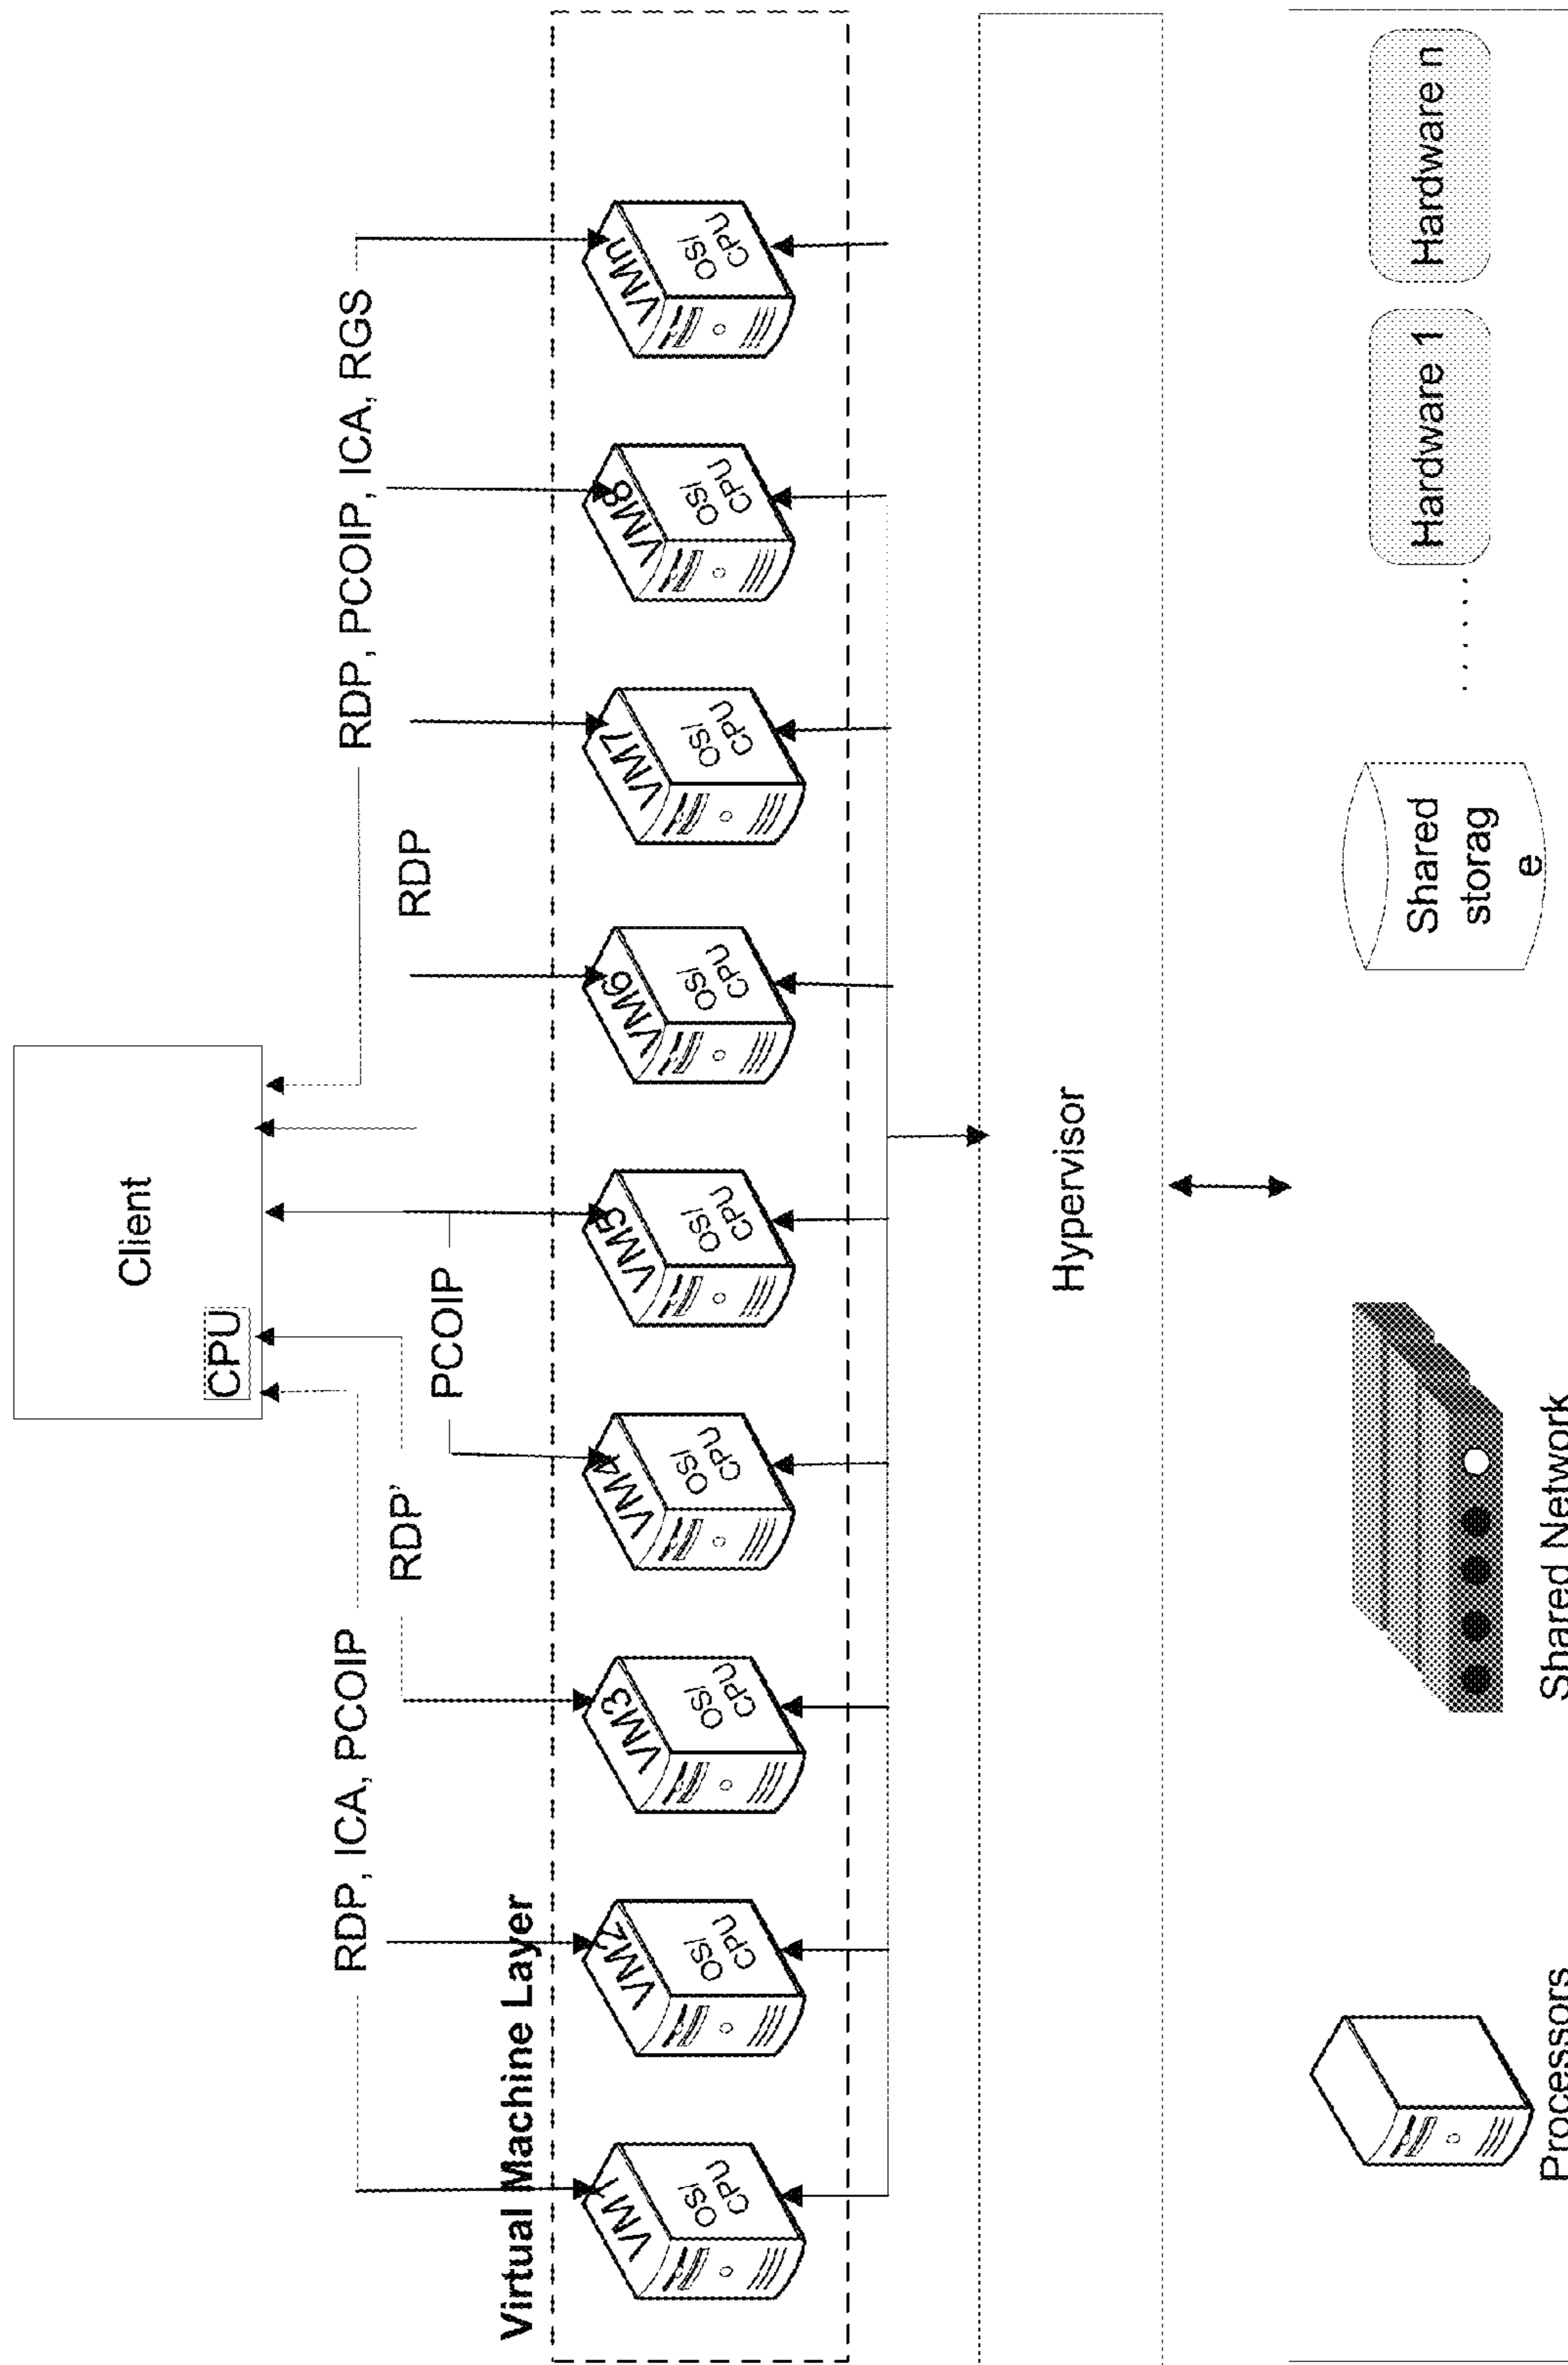 Client
CPU
RDP, ICA, PCOIP
RDP, PCOIP, ICA, RGS
RDP'
RDP
PCOIP
Virtual Machine Layer
VM1
OS/
CPU
VM2
OS/
CPU
VM3
OS/
CPU
VM4
OS/
CPU
VM5
OS/
CPU
VM6
OS/
CPU
VM7
OS/
CPU
VM8
OS/
CPU
VMn
OS/
CPU
Hypervisor
Processors
Shared Network
Shared
storag
e
. . . . .
Hardware 1
Hardware n